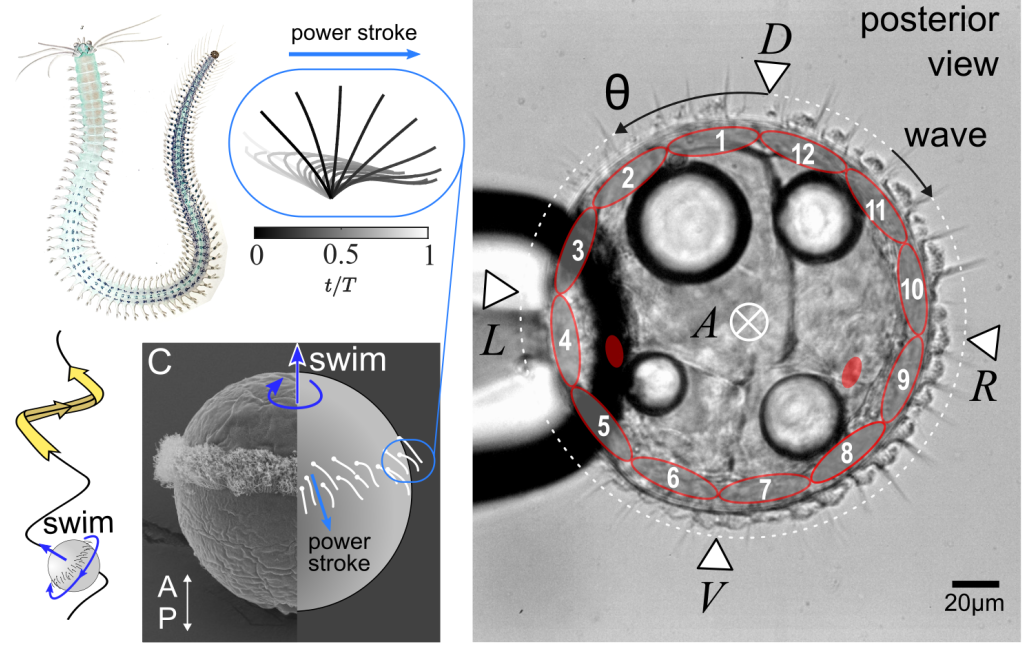 power stroke
0
0.5
1
t/T
swim
C
swim
power
stroke
A
P
posterior
view
D
θ
wave
1
12
2
11
3
10
L
A
4
R
9
5
8
6
7
V
20μm